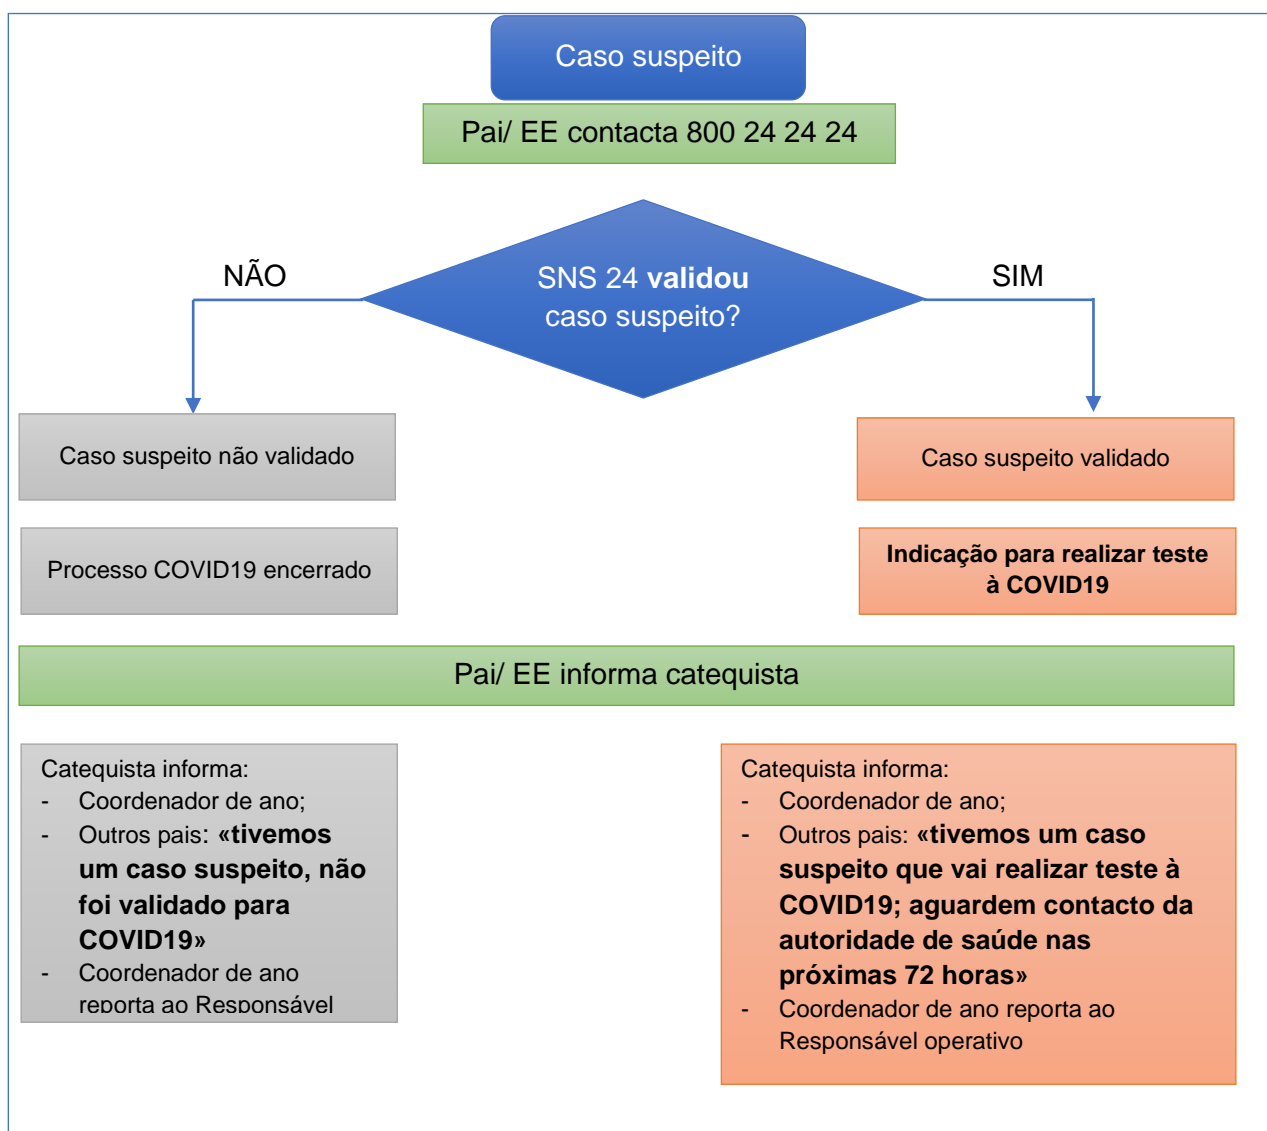 Caso suspeito
Pai/ EE contacta 800 24 24 24
NÃO
SNS 24 validou
caso suspeito?
SIM
Caso suspeito não validado
Caso suspeito validado
Processo COVID19 encerrado
Indicação para realizar teste
à COVID19
Pai/ EE informa catequista
Catequista informa:
- Coordenador de ano;
- Outros pais: «tivemos
um caso suspeito, não
foi validado para
COVID19»
- Coordenador de ano
reporta ao Responsável
Catequista informa:
- Coordenador de ano;
- Outros pais: «tivemos um caso
suspeito que vai realizar teste à
COVID19; aguardem contacto da
autoridade de saúde nas
próximas 72 horas»
- Coordenador de ano reporta ao
Responsável operativo